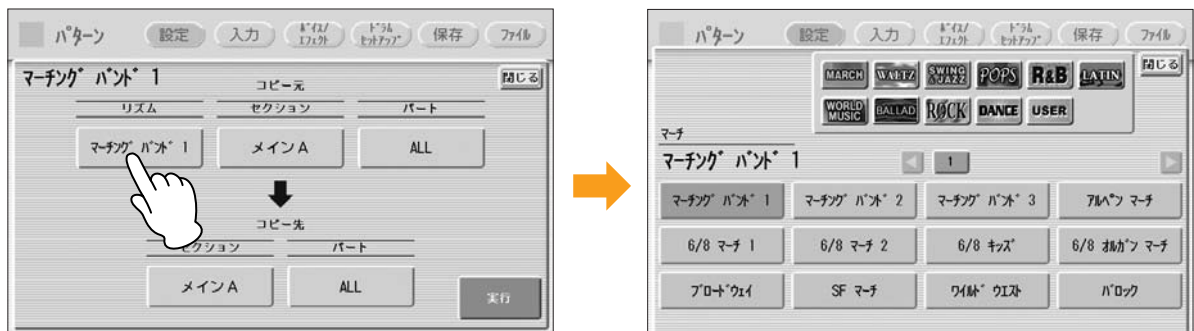 パターン 設定 入力 ボイス/エフェクト ドラムセットアップ 保存 ファイル
マーチング バンド 1 閉じる
コピー元
リズム セクション パート
マーチング バンド 1 メイン A ALL
コピー先
セクション パート
メイン A ALL 実行
パターン 設定 入力 ボイス/エフェクト ドラムセットアップ 保存 ファイル
MARCH WALTZ SWING & JAZZ POPS R&B LATIN 閉じる
WORLD MUSIC BALLAD ROCK DANCE USER
マーチ
マーチング バンド 1 1
マーチング バンド 1 マーチング バンド 2 マーチング バンド 3 アルペン マーチ
6/8 マーチ 1 6/8 マーチ 2 6/8 キッズ 6/8 オルガン マーチ
ブロードウェイ SF マーチ ワイルド ウエスト バロック